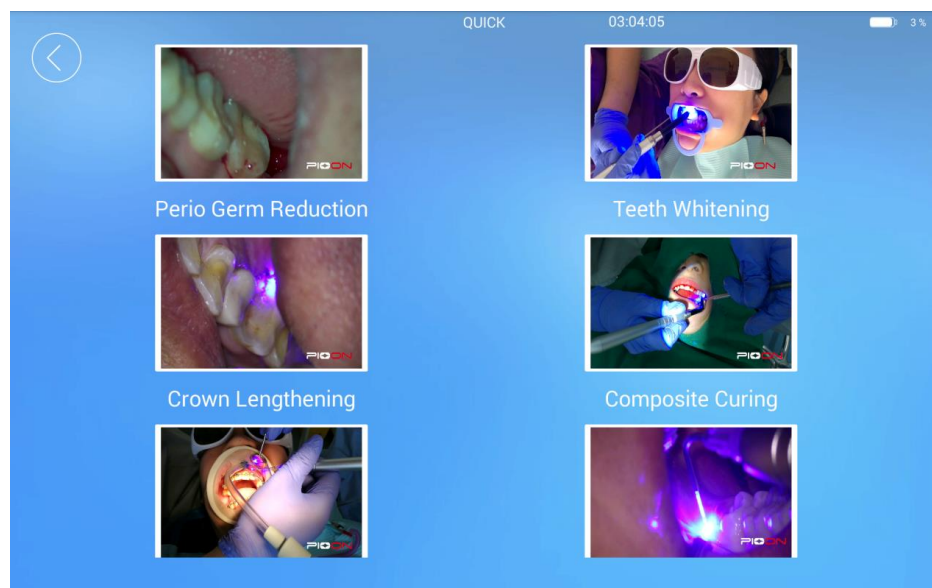 QUICK 03:04:05 3 %
PIOON PIOON
Perio Germ Reduction Teeth Whitening
PIOON PIOON
Crown Lengthening Composite Curing
PIOON PIOON